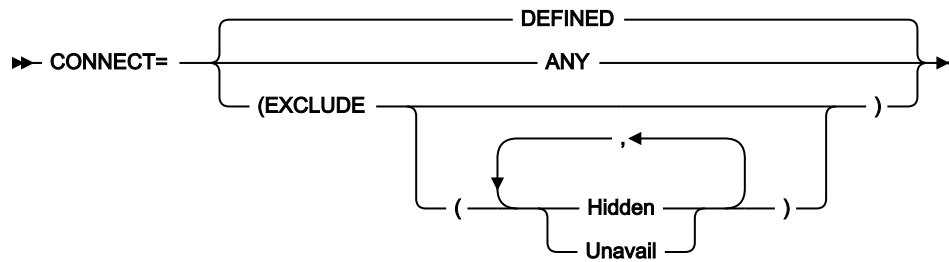 DEFINED
CONNECT= ANY
(EXCLUDE )
,
( Hidden )
Unavail